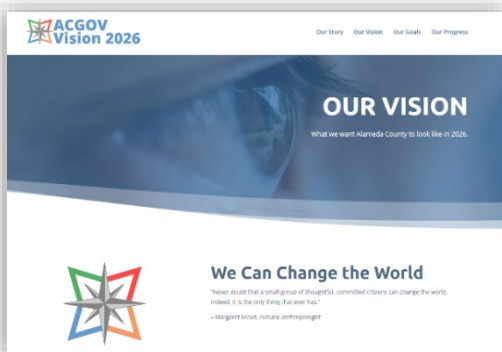 ACGOV
Vision 2026
Our Story Our Vision Our Goals Our Progress
OUR VISION
What we want Alameda County to look like in 2026.
We Can Change the World
"Never doubt that a small group of thoughtful, committed citizens can change the world.
Indeed, it is the only thing that ever has."
– Margaret Mead, cultural anthropologist